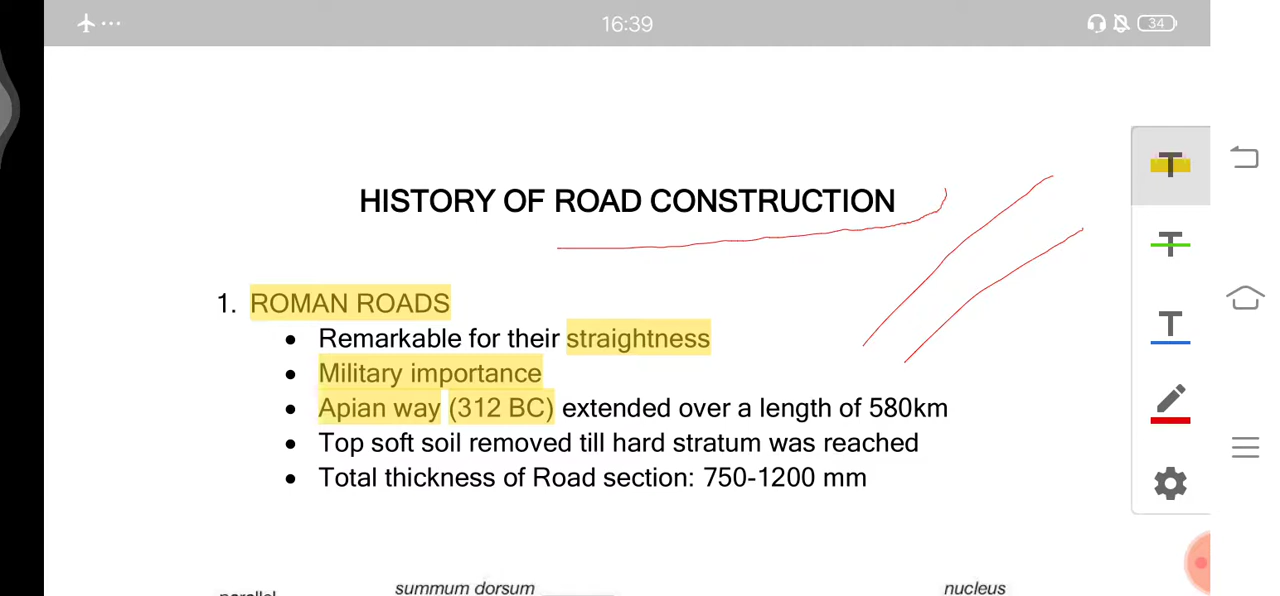 16:39
34
HISTORY OF ROAD CONSTRUCTION
1. ROMAN ROADS
• Remarkable for their straightness
• Military importance
• Apian way (312 BC) extended over a length of 580km
• Top soft soil removed till hard stratum was reached
• Total thickness of Road section: 750-1200 mm
summum dorsum nucleus
parallel
T
T
T